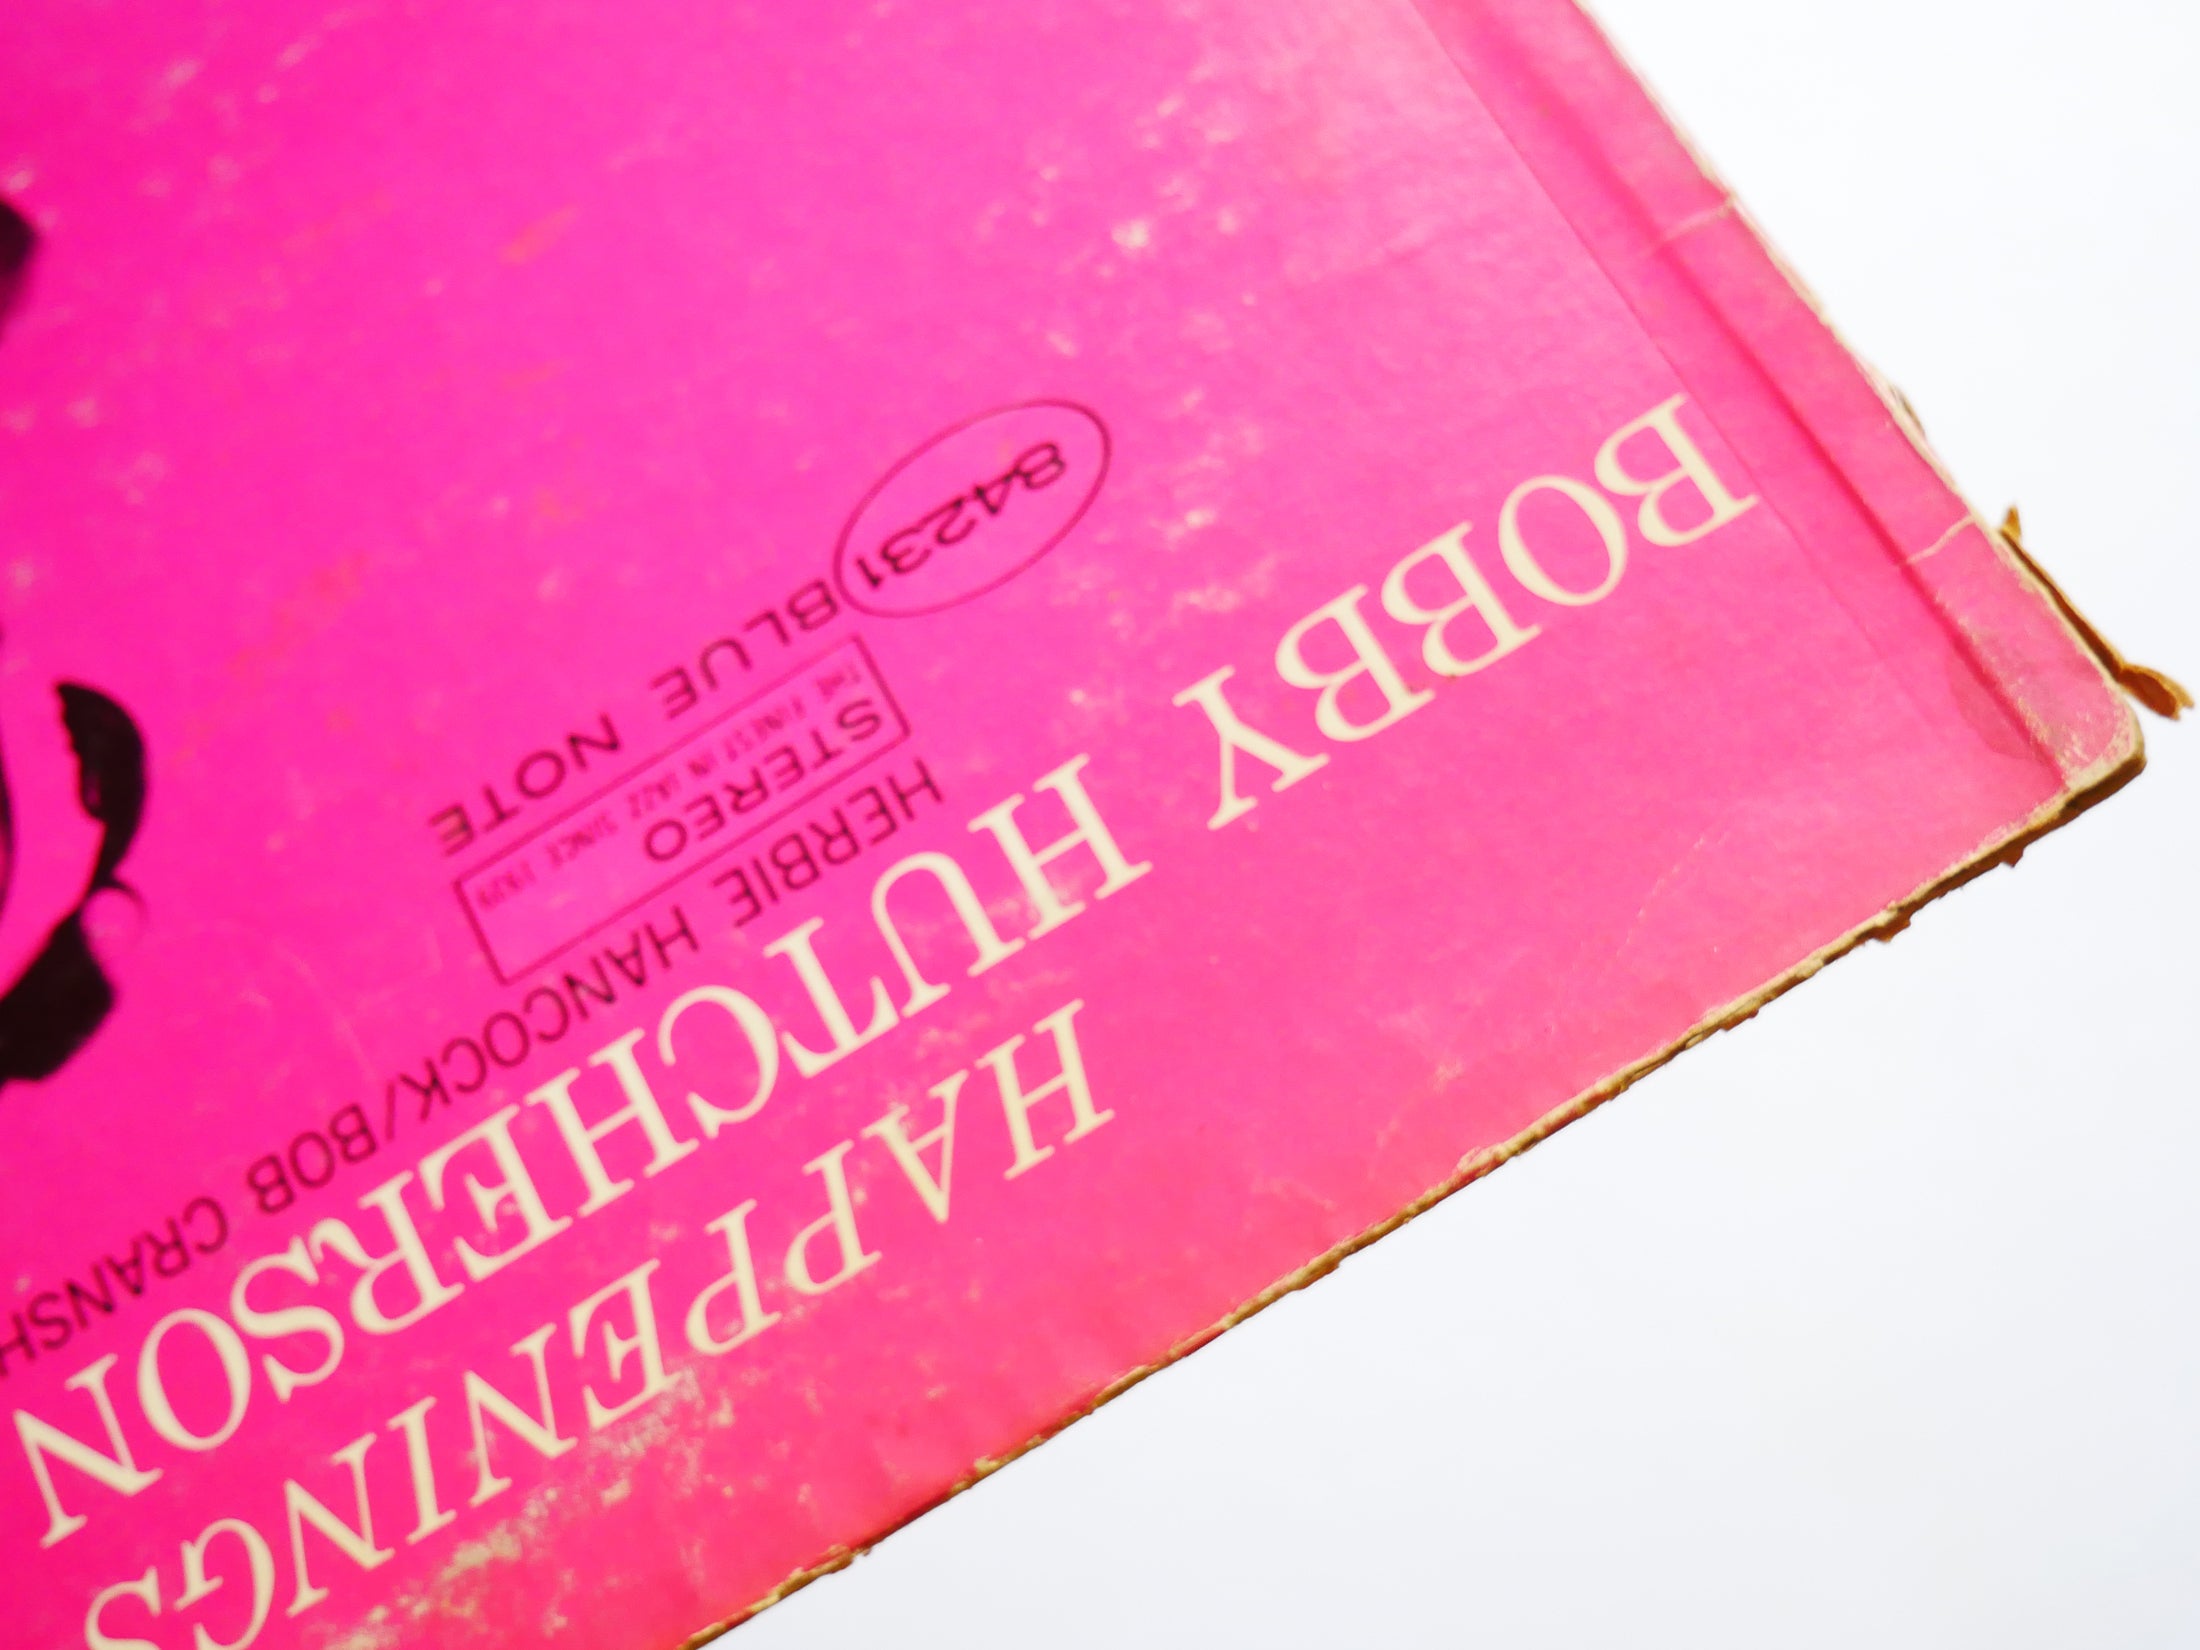 HAPPENINGS
BOBBY HUTCHERSON
HERBIE HANCOCK/BOB CRANSH
STEREO
THE FINEST IN JAZZ SINCE 1939
84231 BLUE NOTE